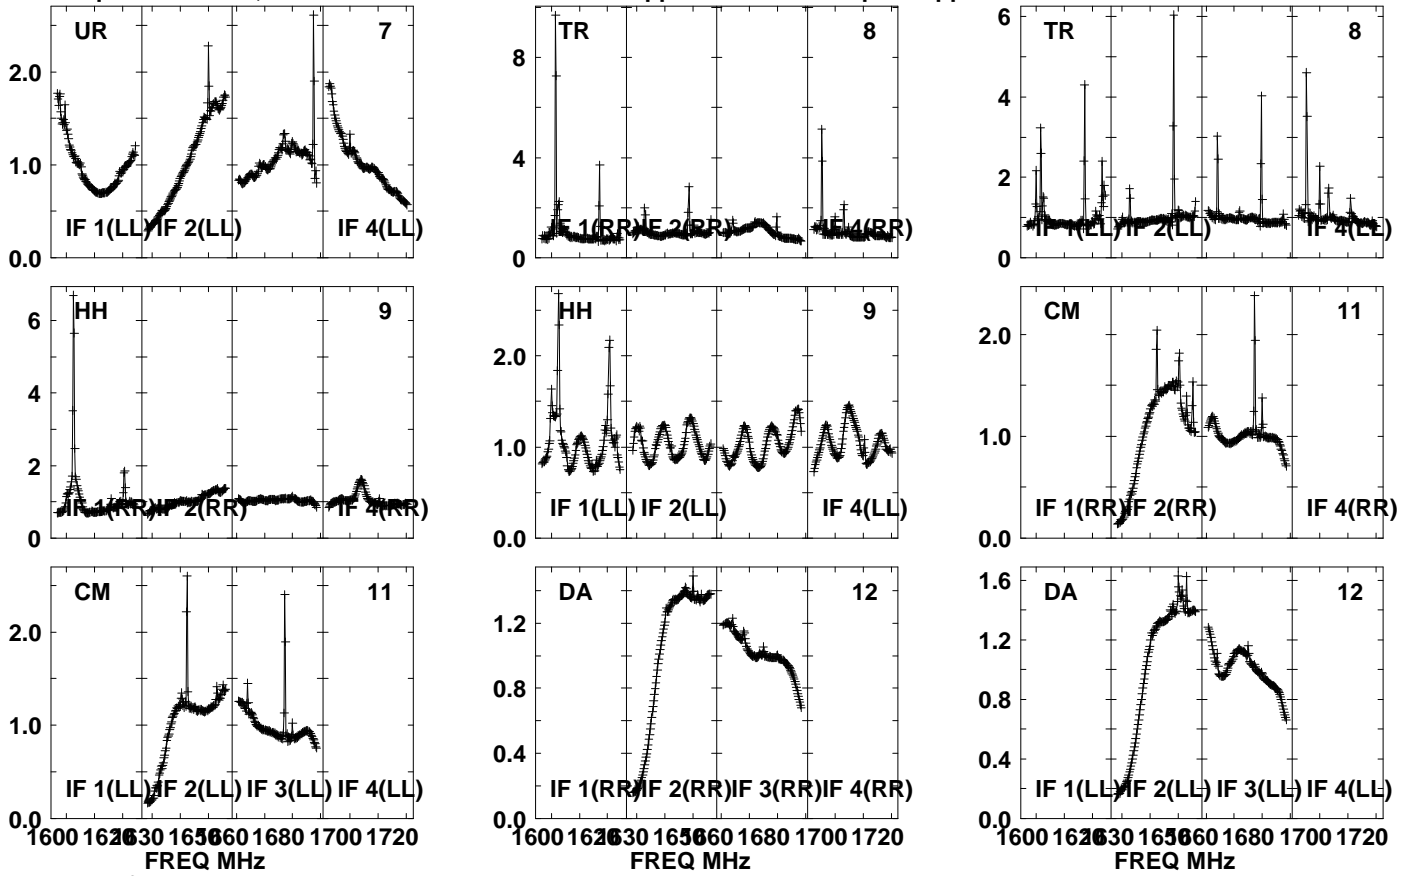 UR 7 TR 8 TR 8
2.0 8 6
4
1.0 4
2
IF 1(LL) IF 2(LL) IF 4(LL) IF 1(RR) IF 2(RR) IF 4(RR) IF 1(LL) IF 2(LL) IF 4(LL)
0.0 0 0
HH 9 HH 9 CM 11
6 2.0 2.0
4
1.0 1.0
2
IF 1(RR) IF 2(RR) IF 4(RR) IF 1(LL) IF 2(LL) IF 4(LL) IF 1(RR) IF 2(RR) IF 4(RR)
0 0.0 0.0
CM 11 DA 12 DA 12
1.6
2.0 1.2 1.2
0.8 0.8
1.0
0.4 0.4
IF 1(LL) IF 2(LL) IF 3(LL) IF 4(LL) IF 1(RR) IF 2(RR) IF 3(RR) IF 4(RR) IF 1(LL) IF 2(LL) IF 3(LL) IF 4(LL)
0.0 0.0 0.0
1600 1620 1630 1650 1660 1680 1700 1720 1600 1620 1630 1650 1660 1680 1700 1720 1600 1620 1630 1650 1660 1680 1700 1720
FREQ MHz FREQ MHz FREQ MHz